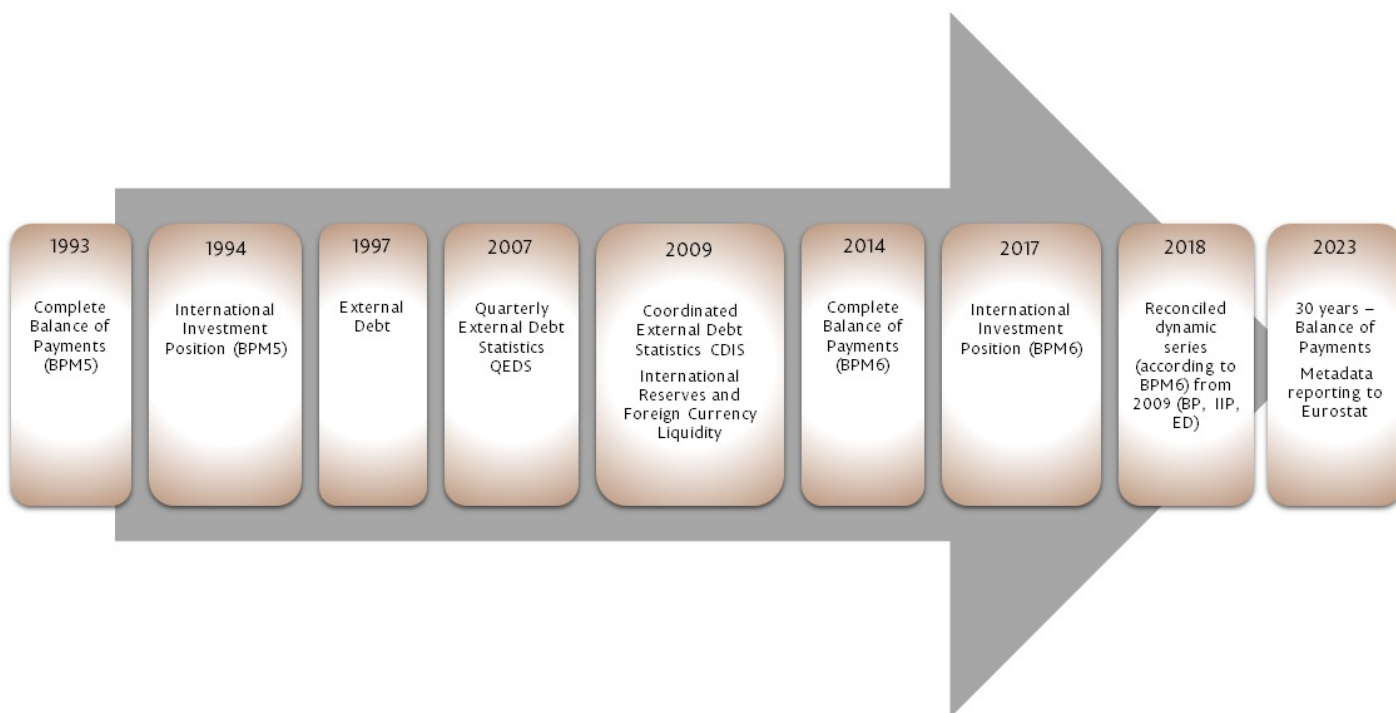 1993
Complete
Balance of
Payments
(BPM5)
1994
International
Investment
Position (BPM5)
1997
External
Debt
2007
Quarterly
External Debt
Statistics
QEDS
2009
Coordinated
External Debt
Statistics CDIS
International
Reserves and
Foreign Currency
Liquidity
2014
Complete
Balance of
Payments
(BPM6)
2017
International
Investment
Position (BPM6)
2018
Reconciled
dynamic
series
(according to
BPM6) from
2009 (BP, IIP,
ED)
2023
30 years –
Balance of
Payments
Metadata
reporting to
Eurostat